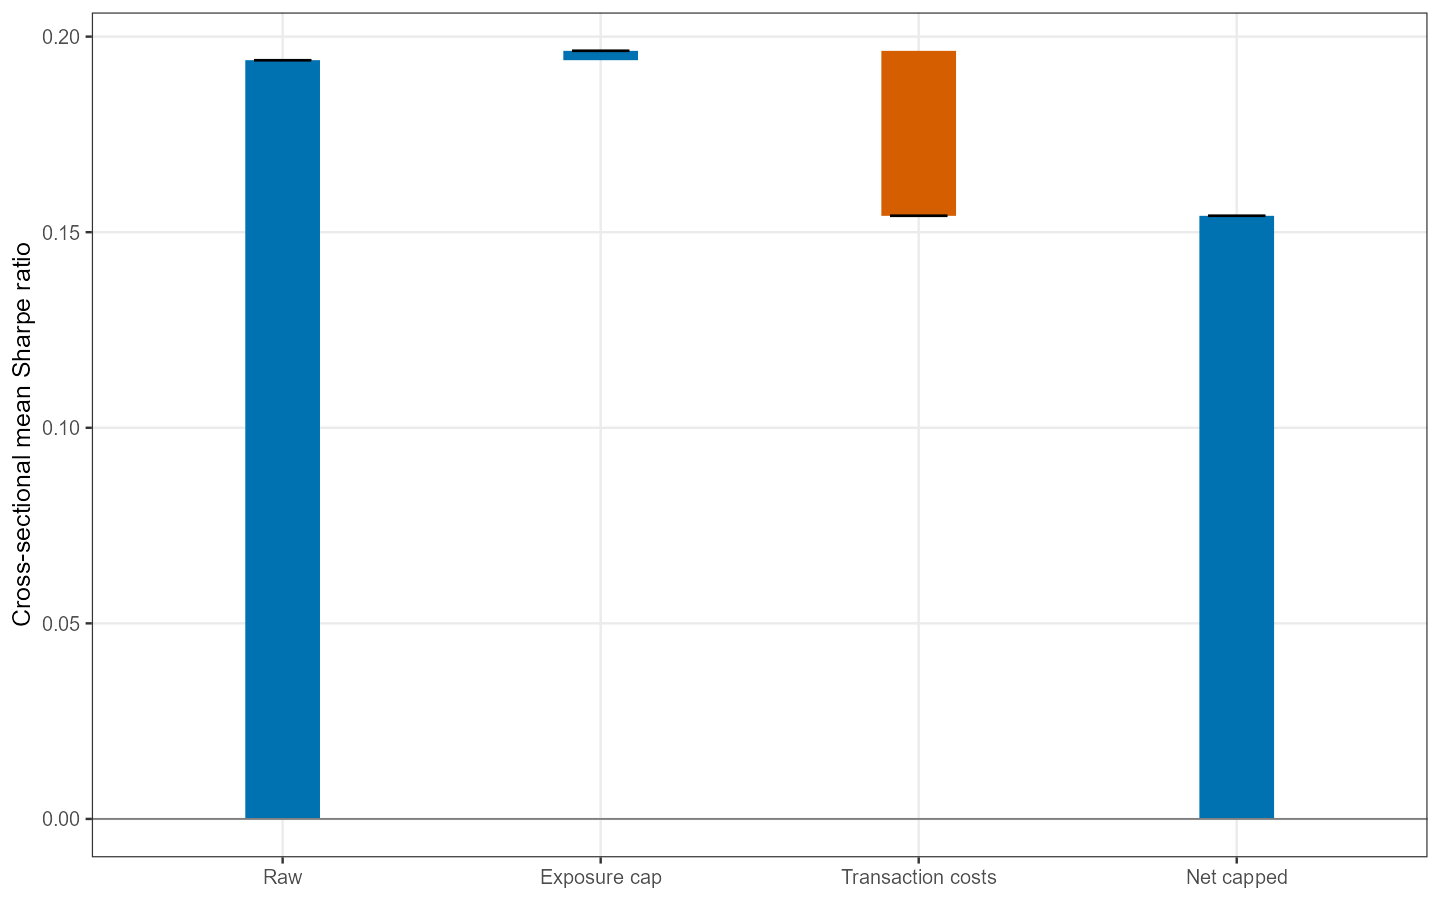 Cross-sectional mean Sharpe ratio
0.20
0.15
0.10
0.05
0.00
Raw
Exposure cap
Transaction costs
Net capped